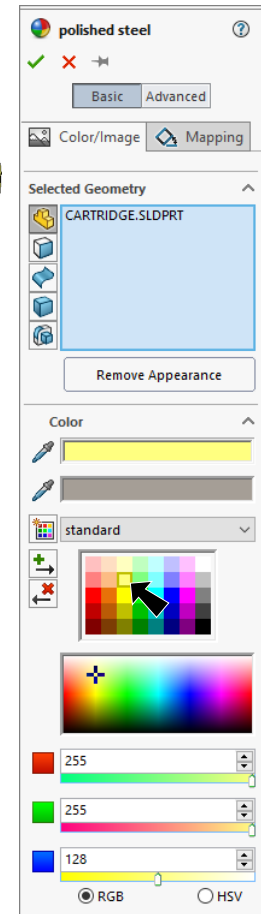 polished steel
Basic Advanced
Color/Image Mapping
Selected Geometry
CARTRIDGE.SLDPRT
Remove Appearance
Color
standard
255
255
128
RGB HSV